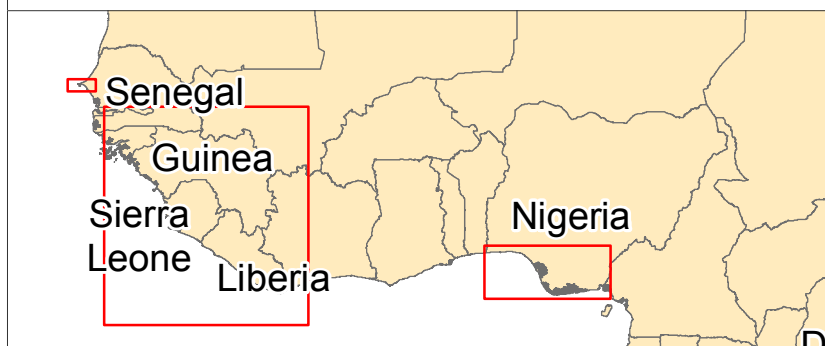 Senegal
Guinea
Sierra
Leone
Liberia
Nigeria
D